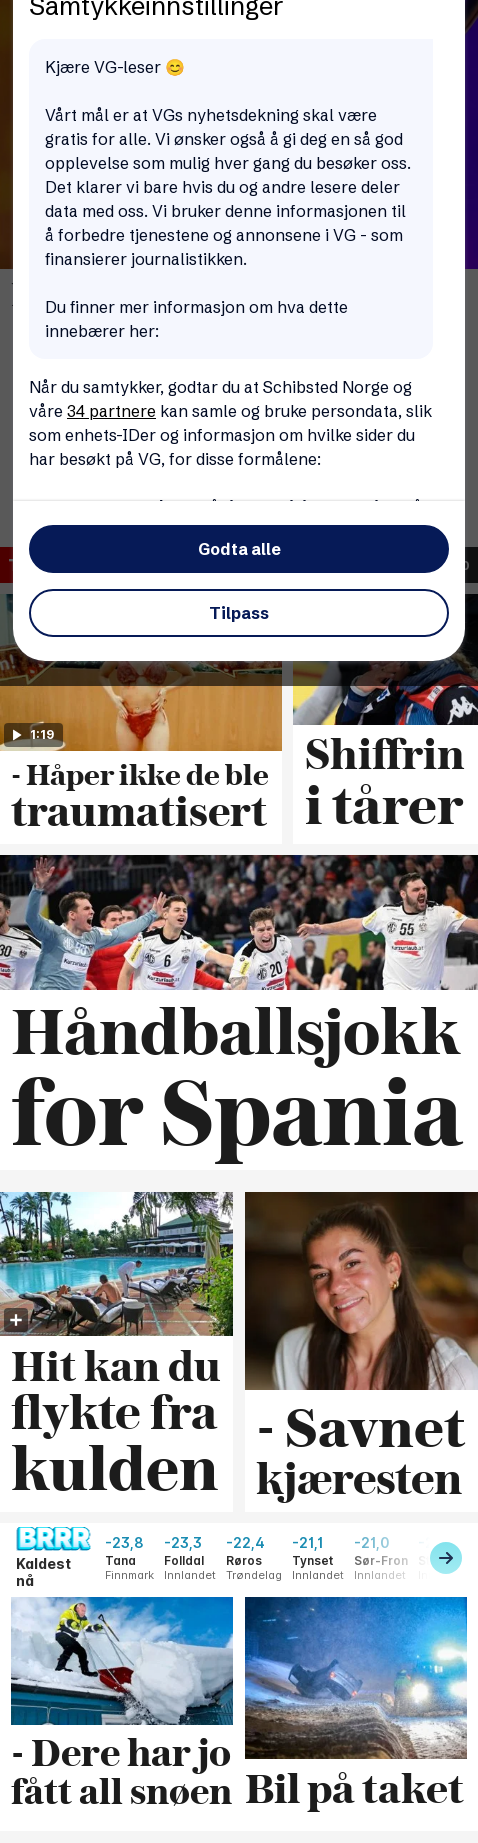 Samtykkeinnstillinger
Kjære VG-leser 😊
Vårt mål er at VGs nyhetsdekning skal være
gratis for alle. Vi ønsker også å gi deg en så god
opplevelse som mulig hver gang du besøker oss.
Det klarer vi bare hvis du og andre lesere deler
data med oss. Vi bruker denne informasjonen til
å forbedre tjenestene og annonsene i VG - som
finansierer journalistikken.
Du finner mer informasjon om hva dette
innebærer her:
Når du samtykker, godtar du at Schibsted Norge og
våre 34 partnere kan samle og bruke persondata, slik
som enhets-IDer og informasjon om hvilke sider du
har besøkt på VG, for disse formålene:
Godta alle
Tilpass
1:19
- Håper ikke de ble
traumatisert
Shiffrin
i tårer
6
20
55
Håndballsjokk
for Spania
Hit kan du
flykte fra
kulden
- Savnet
kjæresten
BRRR
Kaldest
nå
-23,8
Tana
Finnmark
-23,3
Folldal
Innlandet
-22,4
Røros
Trøndelag
-21,1
Tynset
Innlandet
-21,0
Sør-Fron
Innlandet
- Dere har jo
fått all snøen
Bil på taket